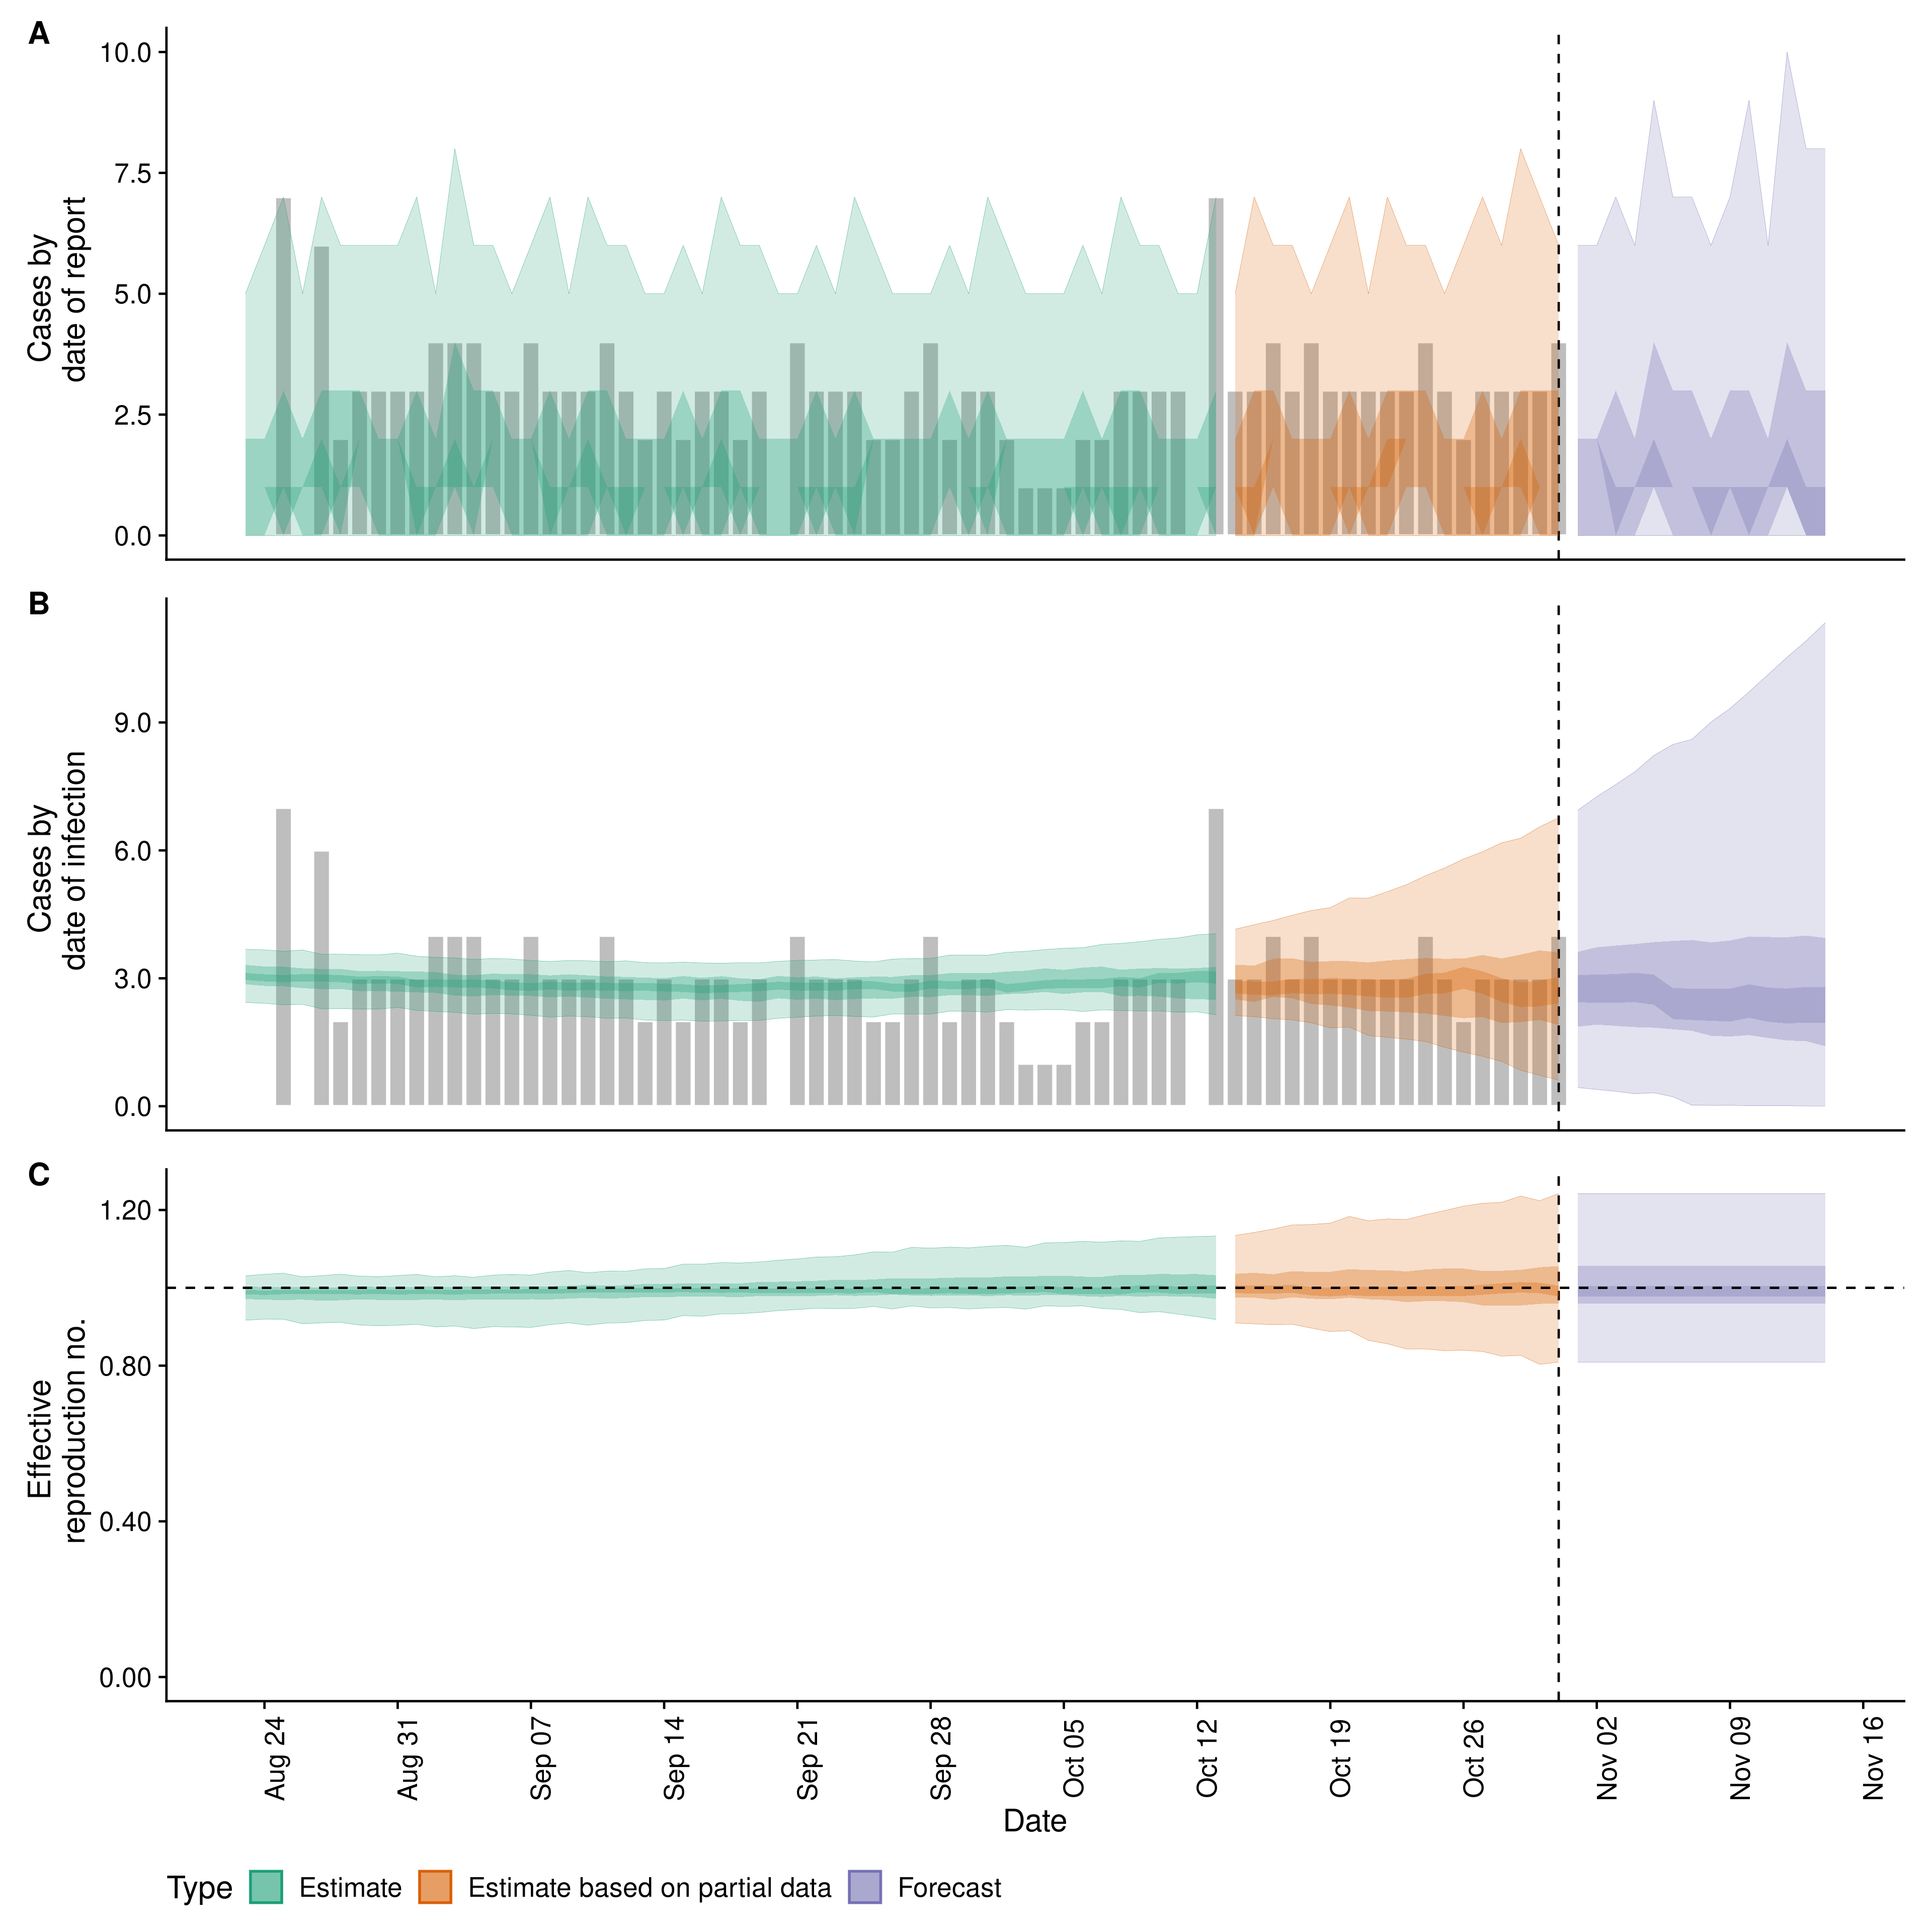 A
Cases by
date of report
10.0
7.5
5.0
2.5
0.0
B
Cases by
date of infection
9.0
6.0
3.0
0.0
C
Effective
reproduction no.
1.20
0.80
0.40
0.00
Aug 24
Aug 31
Sep 07
Sep 14
Sep 21
Sep 28
Oct 05
Oct 12
Oct 19
Oct 26
Nov 02
Nov 09
Nov 16
Date
Type Estimate Estimate based on partial data Forecast